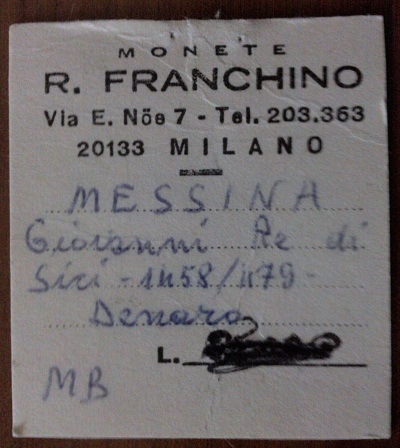 MONETE
R. FRANCHINO
Via E. Nöe 7 - Tel. 203.363
20133 MILANO
MESSINA
Giovanni Re di
Sici - 1458/1479 -
Denaro
L.
MB